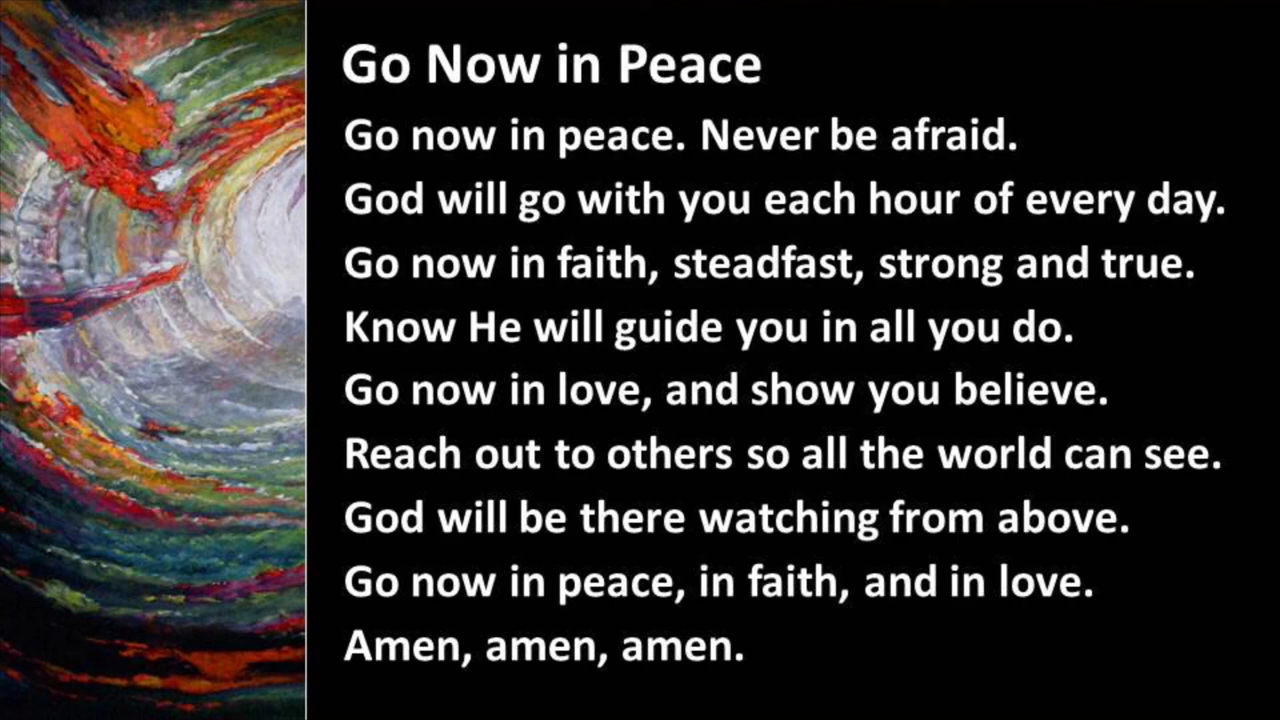 Go Now in Peace
Go now in peace. Never be afraid.
God will go with you each hour of every day.
Go now in faith, steadfast, strong and true.
Know He will guide you in all you do.
Go now in love, and show you believe.
Reach out to others so all the world can see.
God will be there watching from above.
Go now in peace, in faith, and in love.
Amen, amen, amen.